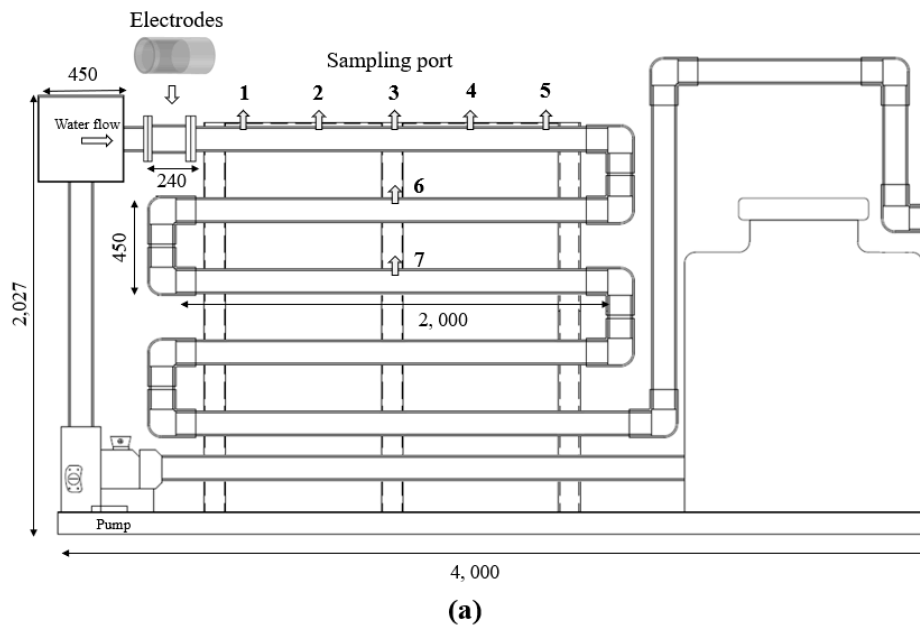 Electrodes
Sampling port
450
1 2 3 4 5
Water flow
240
6
450
7
2,027
2, 000
Pump
4, 000
(a)